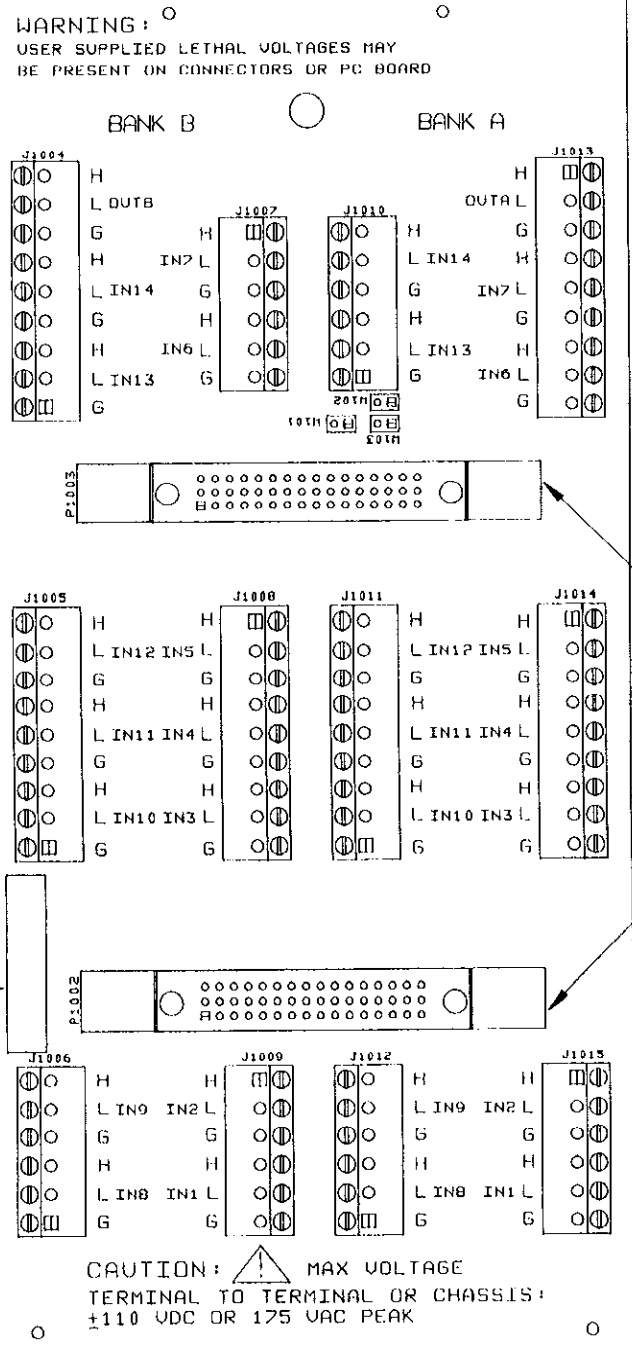 WARNING:
USER SUPPLIED LETHAL VOLTAGES MAY
BE PRESENT ON CONNECTORS OR PC BOARD
BANK B BANK A
J1004 J1013
H H
L OUTB OUTA L
J1007 J1010
G H H G
H IN7 L L IN14 H
L IN14 G G IN7 L
G H H G
H IN6 L L IN13 H
L IN13 G G IN6 L
G G
W102
W101
W103
P1003
J1005 J1008 J1011 J1014
H H H H
L IN12 IN5 L L IN12 IN5 L
G G G G
H H H H
L IN11 IN4 L L IN11 IN4 L
G G G G
H H H H
L IN10 IN3 L L IN10 IN3 L
G G G G
P1002
J1006 J1009 J1012 J1015
H H H H
L IN9 IN2 L L IN9 IN2 L
G G G G
H H H H
L IN8 IN1 L L IN8 IN1 L
G G G G
CAUTION: ! MAX VOLTAGE
TERMINAL TO TERMINAL OR CHASSIS:
±110 VDC OR 175 VAC PEAK